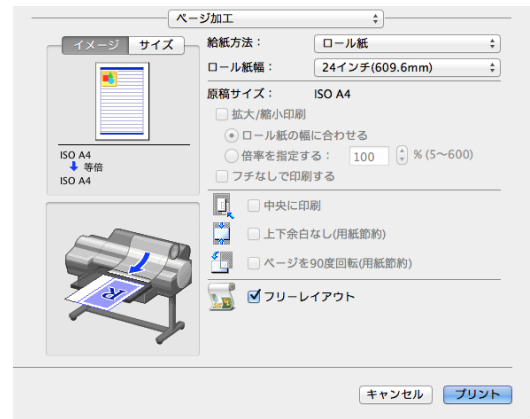 ページ加工
イメージ サイズ
ISO A4
等倍
ISO A4
給紙方法： ロール紙
ロール紙幅： 24インチ(609.6mm)
原稿サイズ： ISO A4
拡大/縮小印刷
ロール紙の幅に合わせる
倍率を指定する： 100 % (5〜600)
フチなしで印刷する
中央に印刷
上下余白なし(用紙節約)
ページを90度回転(用紙節約)
フリーレイアウト
R
キャンセル プリント